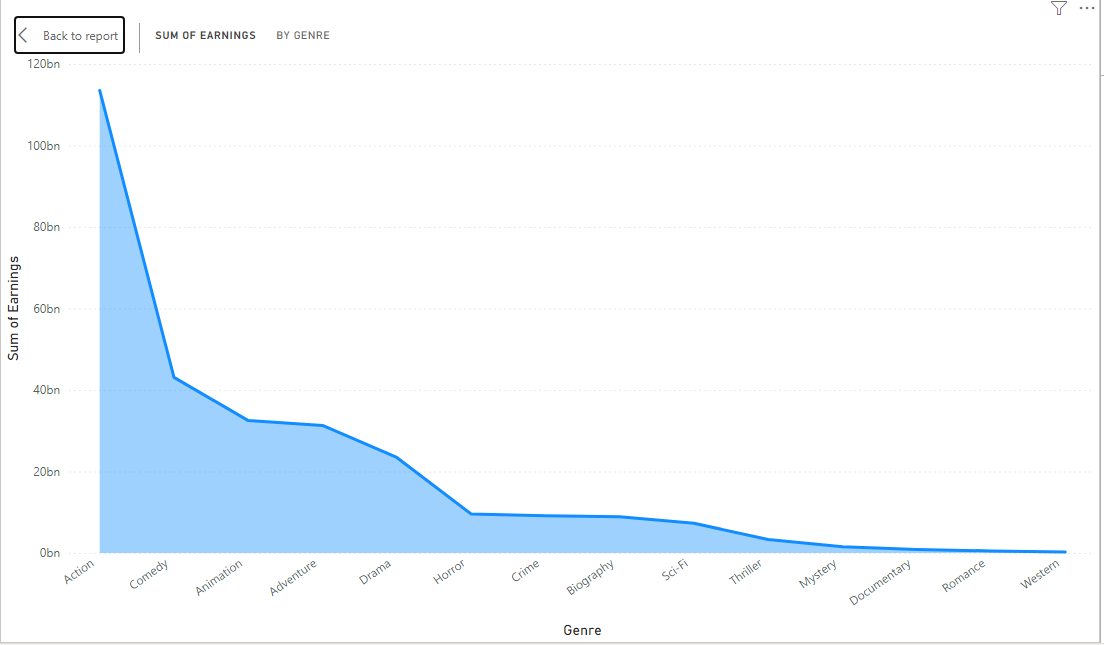 Back to report
SUM OF EARNINGS BY GENRE
120bn
100bn
80bn
60bn
40bn
20bn
0bn
Sum of Earnings
Action
Comedy
Animation
Adventure
Drama
Horror
Crime
Biography
Sci-Fi
Thriller
Mystery
Documentary
Romance
Western
Genre